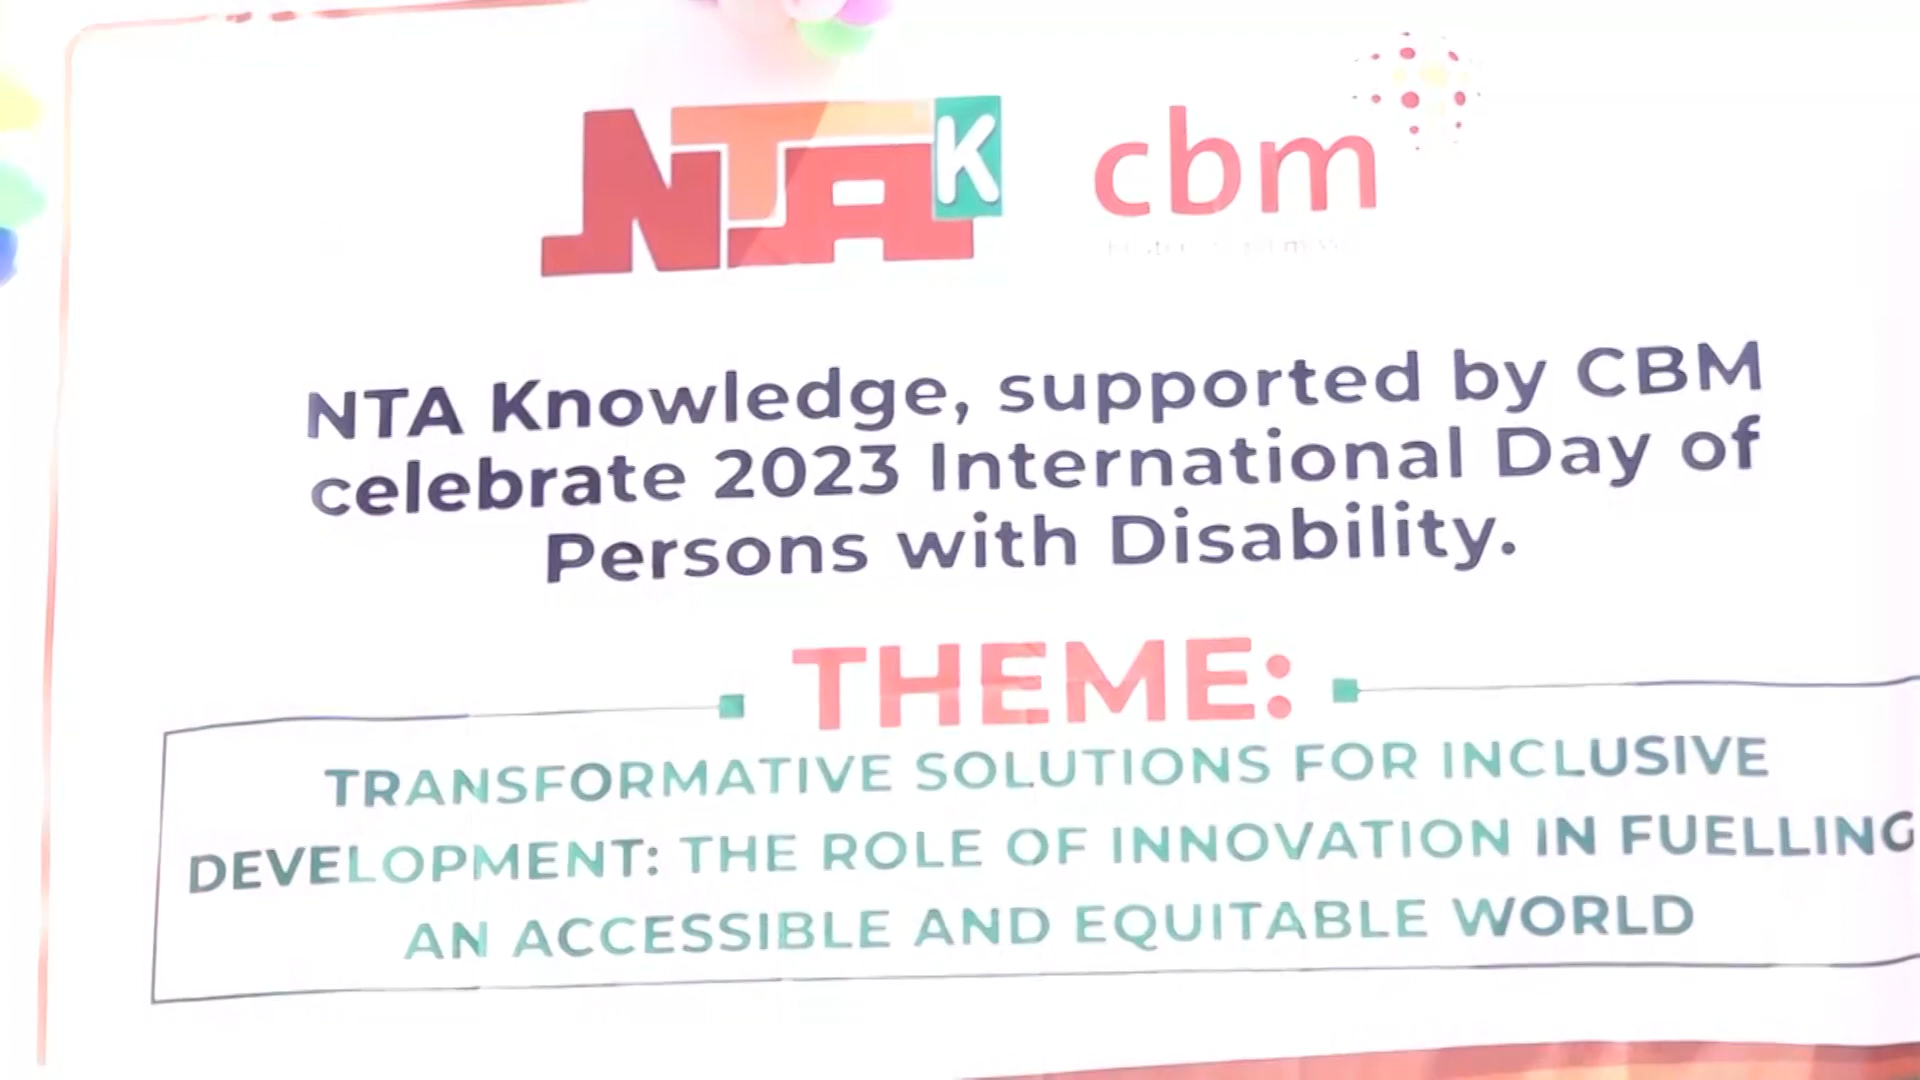 NTA K
cbm
NTA Knowledge, supported by CBM
celebrate 2023 International Day of
Persons with Disability.
THEME:
TRANSFORMATIVE SOLUTIONS FOR INCLUSIVE
DEVELOPMENT: THE ROLE OF INNOVATION IN FUELLING
AN ACCESSIBLE AND EQUITABLE WORLD